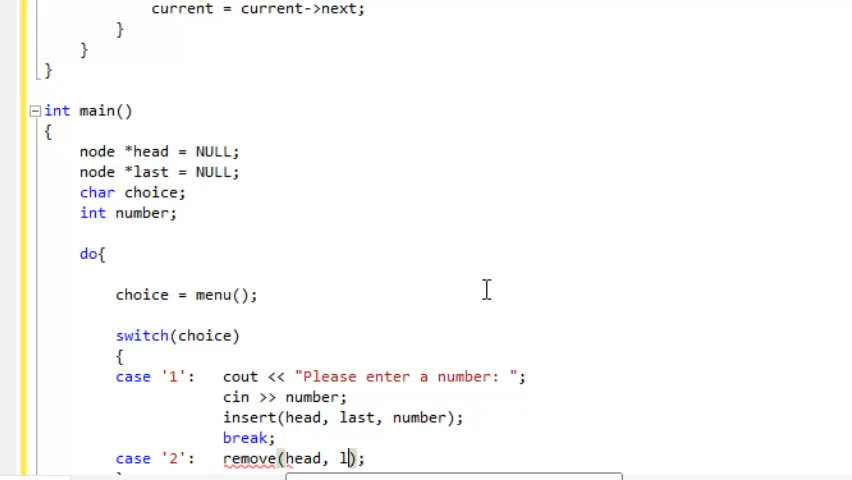 current = current->next;
}
}
}
int main()
{
node *head = NULL;
node *last = NULL;
char choice;
int number;
do{
choice = menu();
switch(choice)
{
case '1': cout << "Please enter a number: ";
cin >> number;
insert(head, last, number);
break;
case '2': remove(head, l);